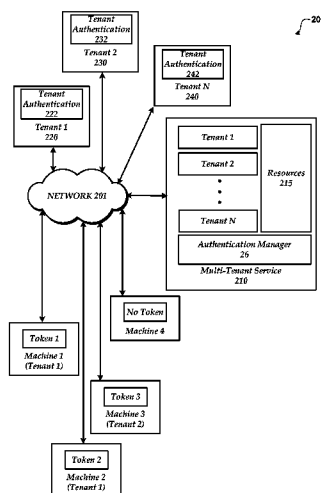 20
Tenant
Authentication
232
Tenant 2
230
Tenant
Authentication
242
Tenant N
240
Tenant
Authentication
222
Tenant 1
220
NETWORK 201
Tenant 1
Tenant 2
Tenant N
Resources
215
Authentication Manager
26
Multi-Tenant Service
210
No Token
Machine 4
Token 1
Machine 1
(Tenant 1)
Token 3
Machine 3
(Tenant 2)
Token 2
Machine 2
(Tenant 1)